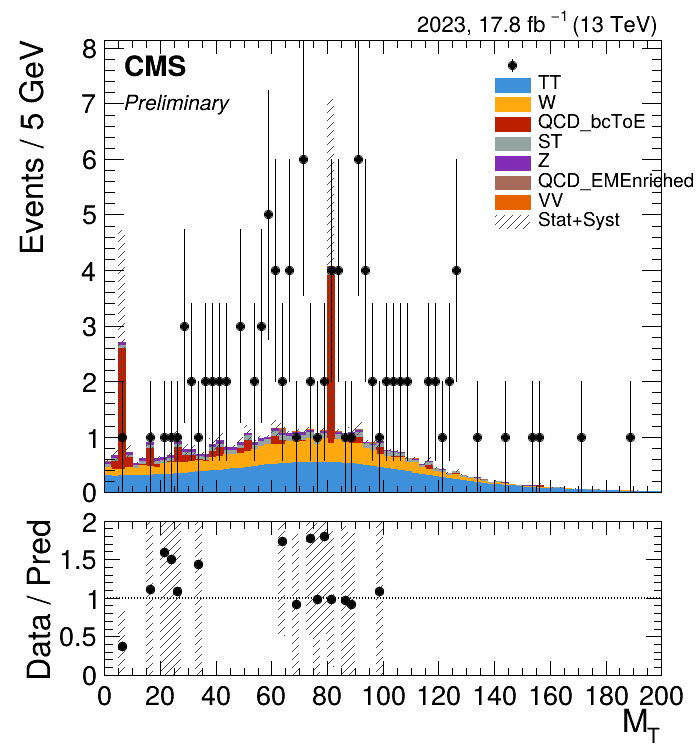 2023, 17.8 fb⁻¹ (13 TeV)
CMS
Preliminary
TT
W
QCD_bcToE
ST
Z
QCD_EMEnriched
VV
Stat+Syst
Events / 5 GeV
8
7
6
5
4
3
2
1
0
Data / Pred
2
1.5
1
0.5
0
0 20 40 60 80 100 120 140 160 180 200
M_T